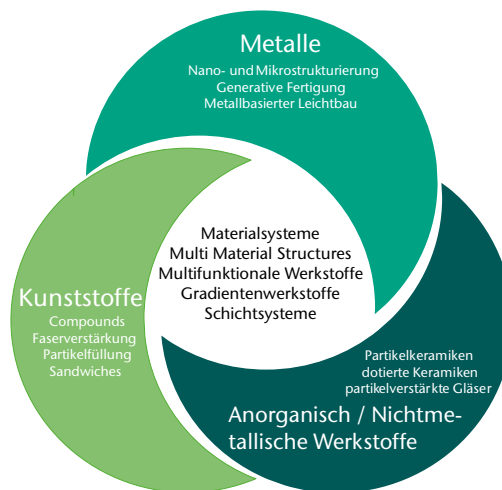 Metalle
Nano- und Mikrostrukturierung
Generative Fertigung
Metallbasierter Leichtbau
Materialsysteme
Multi Material Structures
Multifunktionale Werkstoffe
Gradientenwerkstoffe
Schichtsysteme
Kunststoffe
Compounds
Faserverstärkung
Partikelfüllung
Sandwiches
Partikelkeramiken
dotierte Keramiken
partikelverstärkte Gläser
Anorganisch / Nichtme-
tallische Werkstoffe